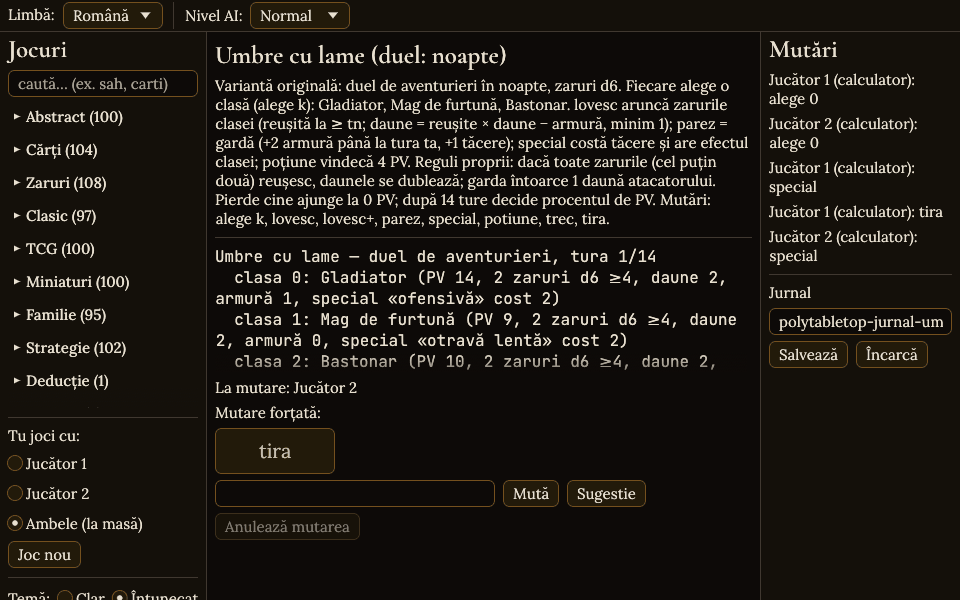 Limbă: Română ▼ Nivel AI: Normal ▼
Jocuri
caută... (ex. sah, carti)
▸ Abstract (100)
▸ Cărți (104)
▸ Zaruri (108)
▸ Clasic (97)
▸ TCG (100)
▸ Miniaturi (100)
▸ Familie (95)
▸ Strategie (102)
▸ Deducție (1)
Tu joci cu:
Jucător 1
Jucător 2
Ambele (la masă)
Joc nou
Temă: Clar Întunecat
Umbre cu lame (duel: noapte)
Variantă originală: duel de aventurieri în noapte, zaruri d6. Fiecare alege o
clasă (alege k): Gladiator, Mag de furtună, Bastonar. lovesc aruncă zarurile
clasei (reușită la ≥ tn; daune = reușite × daune − armură, minim 1); parez =
gardă (+2 armură până la tura ta, +1 tăcere); special costă tăcere și are efectul
clasei; poțiune vindecă 4 PV. Reguli proprii: dacă toate zarurile (cel puțin
două) reușesc, daunele se dublează; garda întoarce 1 daună atacatorului.
Pierde cine ajunge la 0 PV; după 14 ture decide procentul de PV. Mutări:
alege k, lovesc, lovesc+, parez, special, potiune, trec, tira.
Umbre cu lame — duel de aventurieri, tura 1/14
clasa 0: Gladiator (PV 14, 2 zaruri d6 ≥4, daune 2,
armură 1, special «ofensivă» cost 2)
clasa 1: Mag de furtună (PV 9, 2 zaruri d6 ≥4, daune
2, armură 0, special «otravă lentă» cost 2)
clasa 2: Bastonar (PV 10, 2 zaruri d6 ≥4, daune 2,
La mutare: Jucător 2
Mutare forțată:
tira
Mută Sugestie
Anulează mutarea
Mutări
Jucător 1 (calculator):
alege 0
Jucător 2 (calculator):
alege 0
Jucător 1 (calculator):
special
Jucător 1 (calculator): tira
Jucător 2 (calculator):
special
Jurnal
polytabletop-jurnal-um
Salvează Încarcă